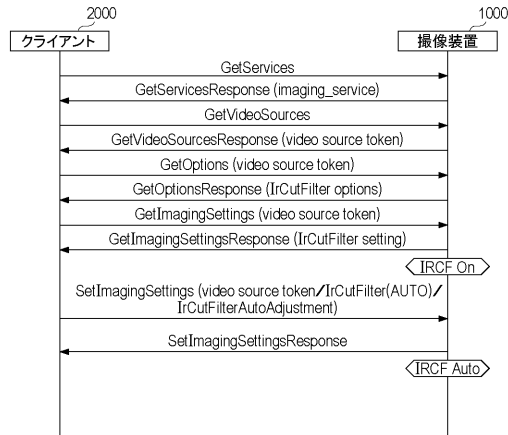 2000
1000
クライアント
撮像装置
GetServices
GetServicesResponse (imaging_service)
GetVideoSources
GetVideoSourcesResponse (video source token)
GetOptions (video source token)
GetOptionsResponse (IrCutFilter options)
GetImagingSettings (video source token)
GetImagingSettingsResponse (IrCutFilter setting)
IRCF On
SetImagingSettings (video source token/IrCutFilter(AUTO)/
IrCutFilterAutoAdjustment)
SetImagingSettingsResponse
IRCF Auto